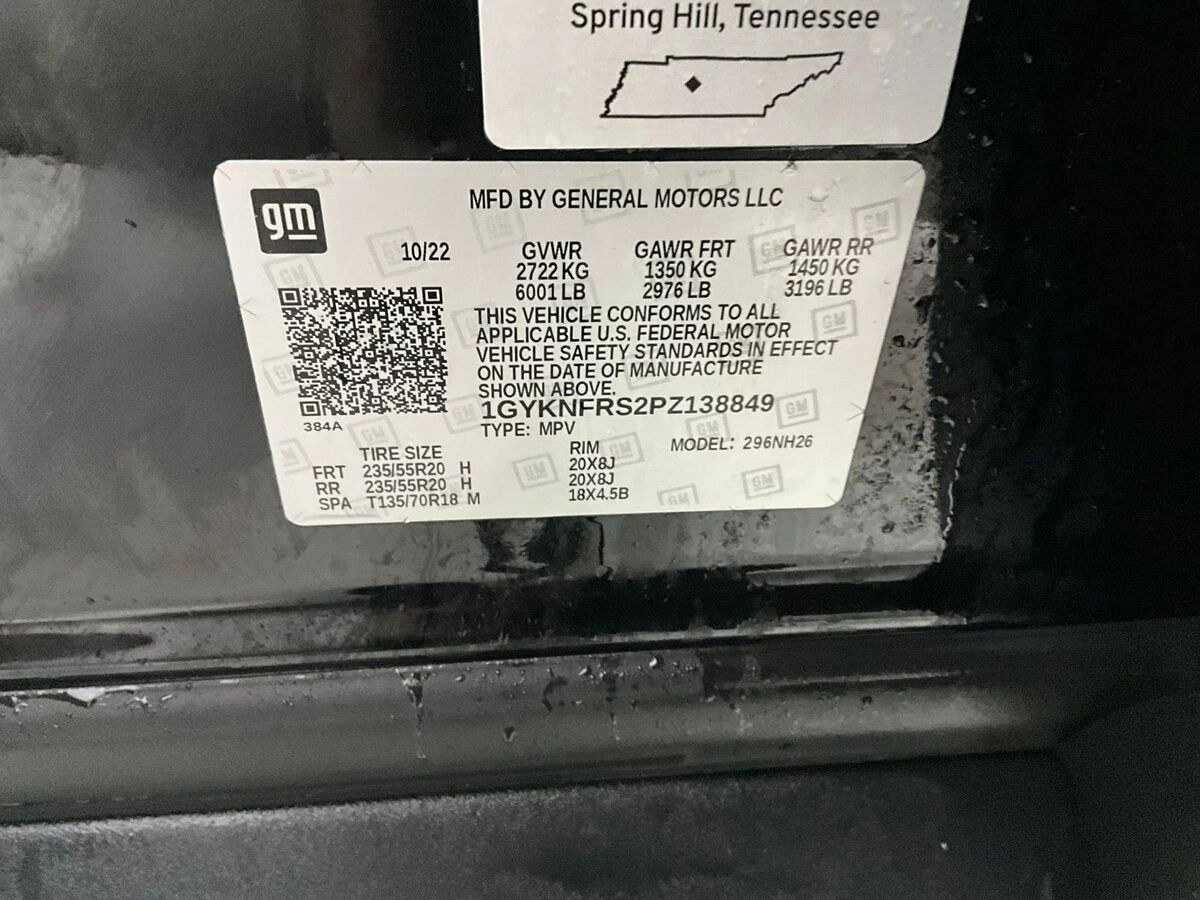 Spring Hill, Tennessee
gm
MFD BY GENERAL MOTORS LLC
10/22 GVWR GAWR FRT GAWR RR
2722 KG 1350 KG 1450 KG
6001 LB 2976 LB 3196 LB
THIS VEHICLE CONFORMS TO ALL
APPLICABLE U.S. FEDERAL MOTOR
VEHICLE SAFETY STANDARDS IN EFFECT
ON THE DATE OF MANUFACTURE
SHOWN ABOVE.
1GYKNFRS2PZ138849
384A
TYPE: MPV
MODEL: 296NH26
TIRE SIZE RIM
FRT 235/55R20 H 20X8J
RR 235/55R20 H 20X8J
SPA T135/70R18 M 18X4.5B